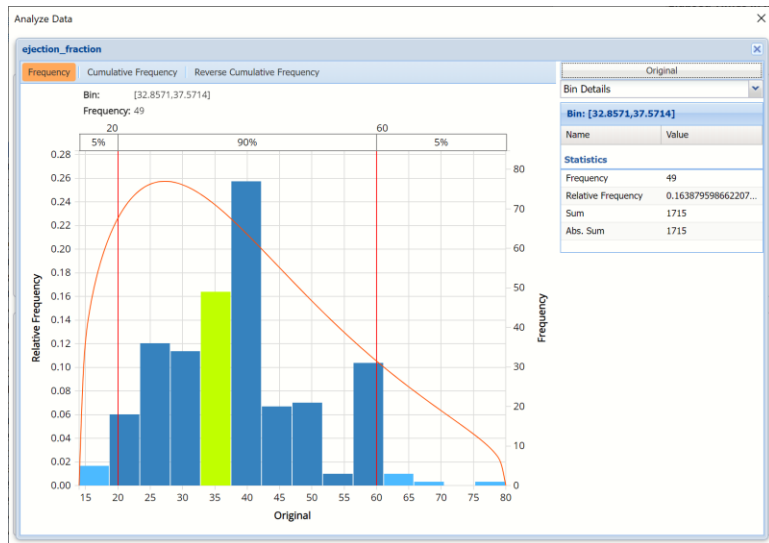 Analyze Data
ejection_fraction
Frequency Cumulative Frequency Reverse Cumulative Frequency
Bin: [32.8571,37.5714]
Frequency: 49
20 60
5% 90% 5%
0.28
0.26
0.24
0.22
0.20
0.18
0.16
0.14
0.12
0.10
0.08
0.06
0.04
0.02
0.00
Relative Frequency
80
70
60
50
40
30
20
10
0
Frequency
15 20 25 30 35 40 45 50 55 60 65 70 75 80
Original
Original
Bin Details
Bin: [32.8571,37.5714]
Name Value
Statistics
Frequency 49
Relative Frequency 0.163879598662207...
Sum 1715
Abs. Sum 1715